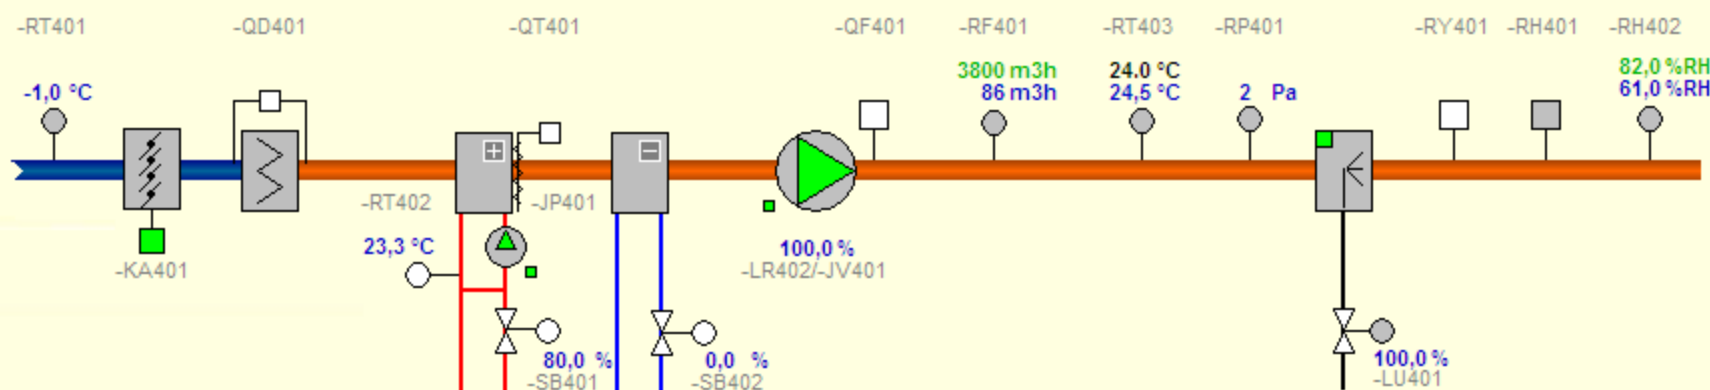 -RT401
-QD401
-QT401
-QF401
-RF401
-RT403
-RP401
-RY401
-RH401
-RH402
-1,0 °C
3800 m3h
86 m3h
24.0 °C
24,5 °C
2 Pa
82,0 %RH
61,0 %RH
-RT402
-JP401
23,3 °C
100,0 %
-KA401
-LR402/-JV401
80,0 %
-SB401
0,0 %
-SB402
100,0 %
-LU401